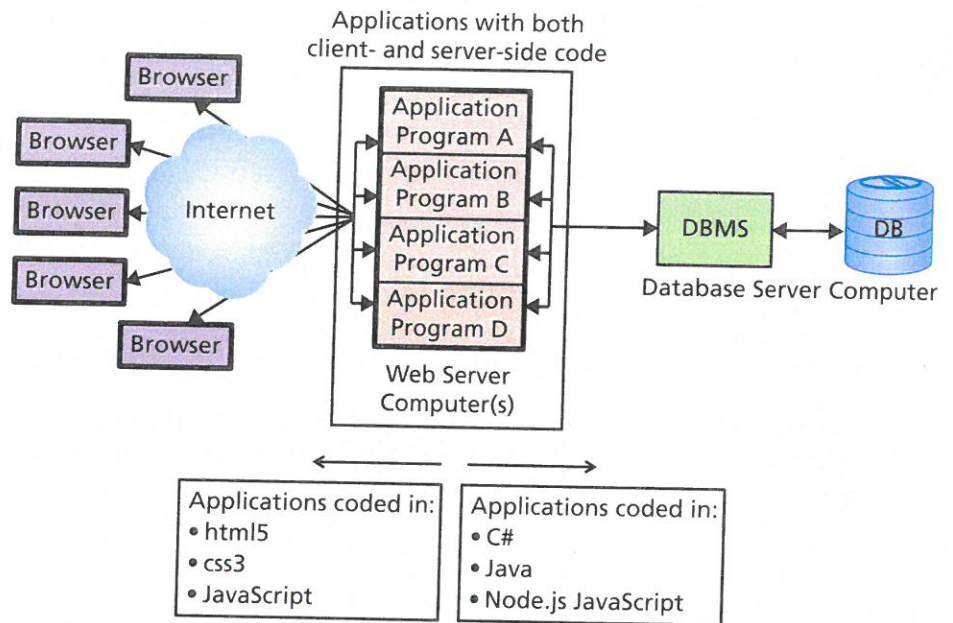 Applications with both
client- and server-side code
Browser
Browser
Browser
Browser
Browser
Internet
Application
Program A
Application
Program B
Application
Program C
Application
Program D
Web Server
Computer(s)
DBMS
DB
Database Server Computer
Applications coded in:
• html5
• css3
• JavaScript
Applications coded in:
• C#
• Java
• Node.js JavaScript